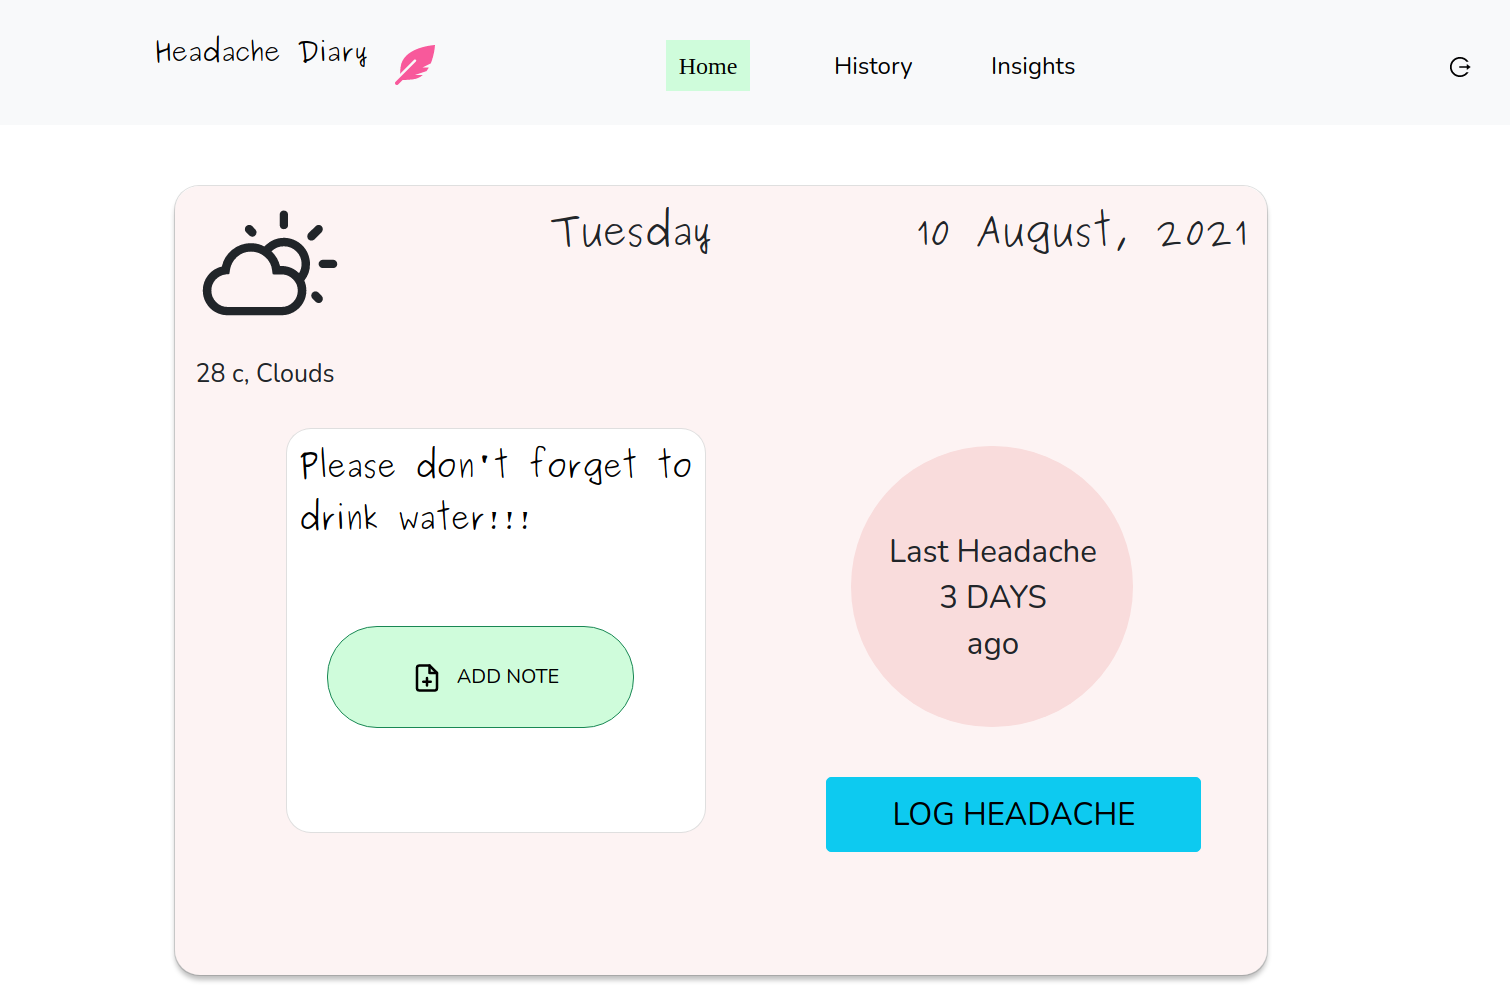 Headache Diary
Home
History
Insights
Tuesday
10 August, 2021
28 c, Clouds
Please don't forget to
drink water!!!
ADD NOTE
Last Headache
3 DAYS
ago
LOG HEADACHE